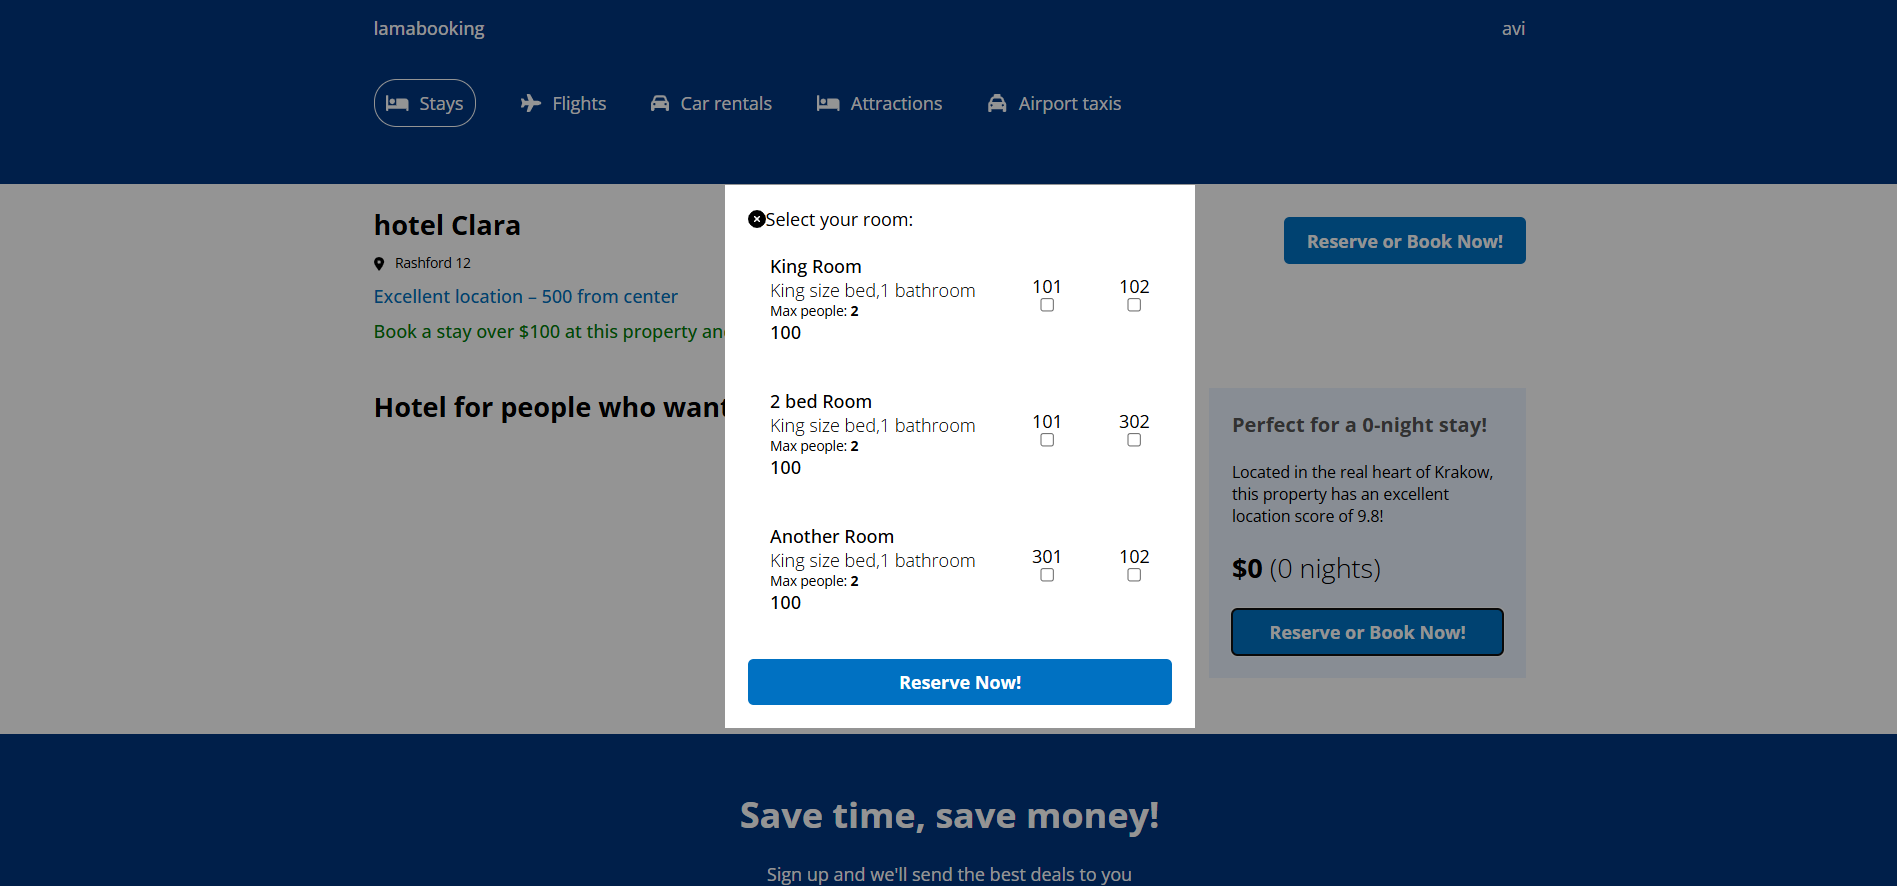 lamabooking
avi
Stays
Flights
Car rentals
Attractions
Airport taxis
hotel Clara
Rashford 12
Excellent location – 500 from center
Book a stay over $100 at this property an
Hotel for people who want
Reserve or Book Now!
Select your room:
King Room
King size bed,1 bathroom
Max people: 2
100
101
102
2 bed Room
King size bed,1 bathroom
Max people: 2
100
101
302
Another Room
King size bed,1 bathroom
Max people: 2
100
301
102
Reserve Now!
Perfect for a 0-night stay!
Located in the real heart of Krakow,
this property has an excellent
location score of 9.8!
$0 (0 nights)
Reserve or Book Now!
Save time, save money!
Sign up and we'll send the best deals to you